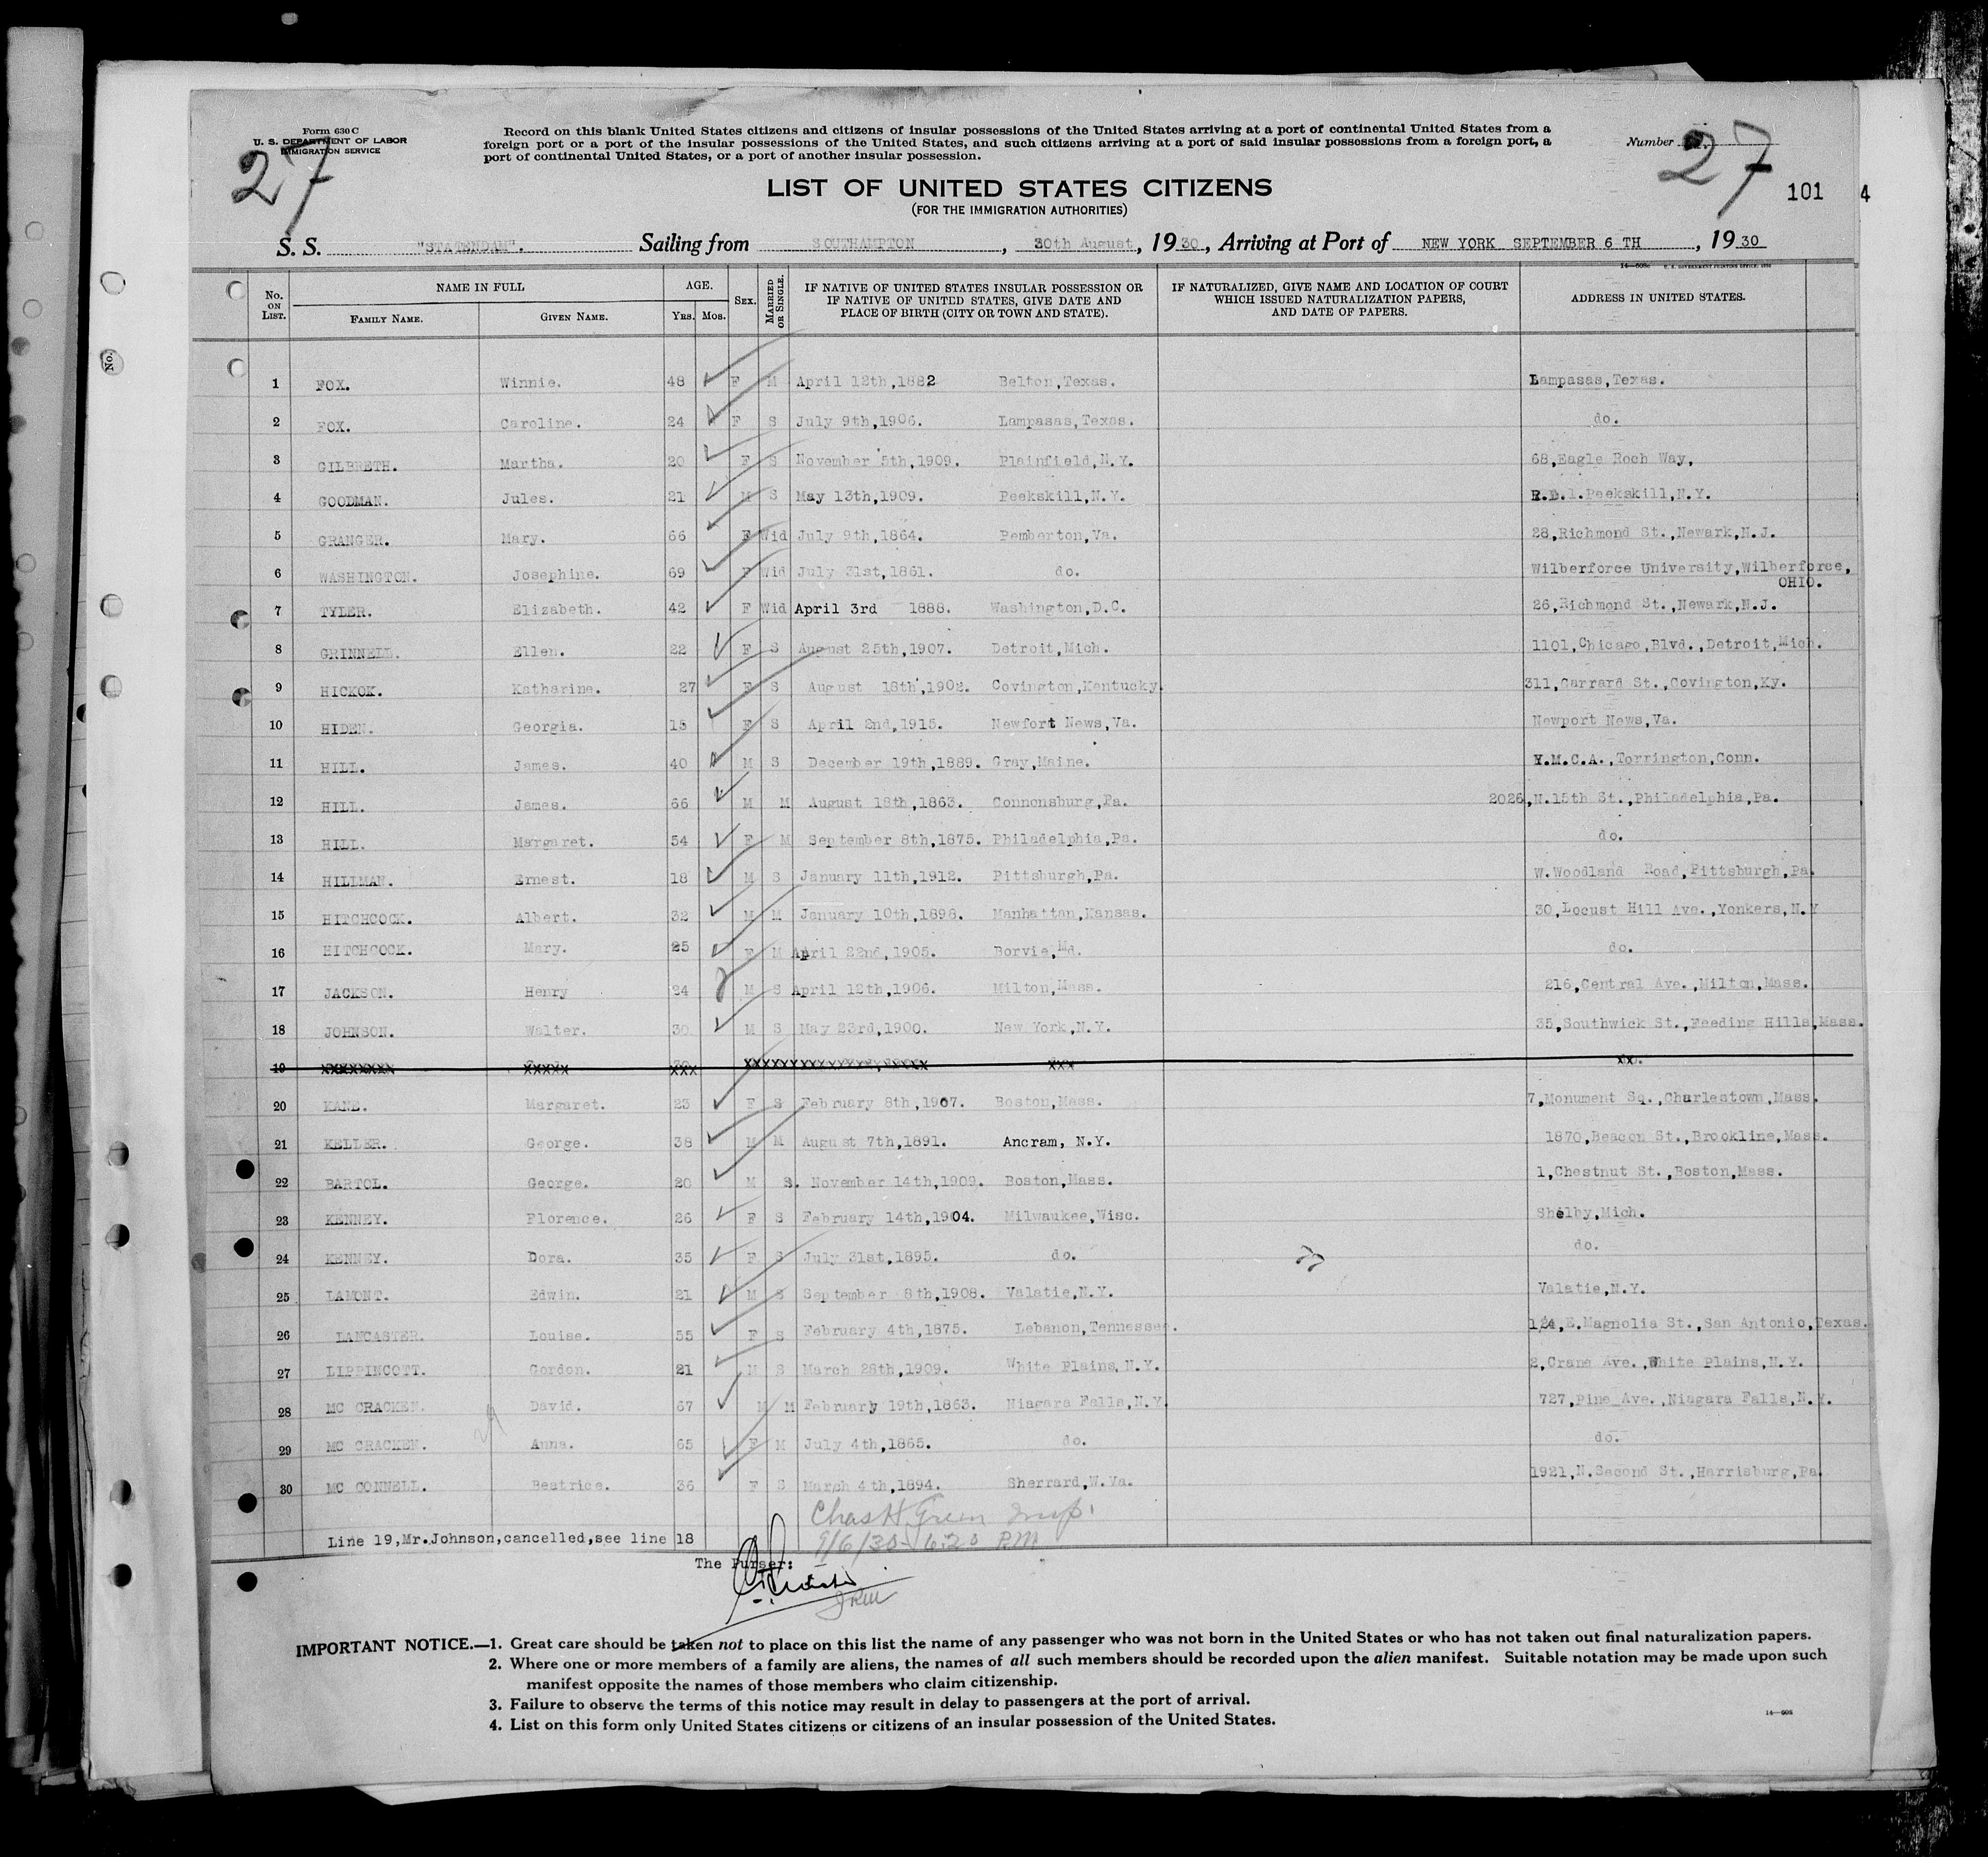 Form 630 C
U. S. DEPARTMENT OF LABOR
IMMIGRATION SERVICE
27
Record on this blank United States citizens and citizens of insular possessions of the United States arriving at a port of continental United States from a
foreign port or a port of the insular possessions of the United States, and such citizens arriving at a port of said insular possessions from a foreign port, a
port of continental United States, or a port of another insular possession.
Number 27
101 4
LIST OF UNITED STATES CITIZENS
(FOR THE IMMIGRATION AUTHORITIES)
S. S. "STATENDAM". Sailing from SOUTHAMPTON, 30th August, 1930, Arriving at Port of NEW YORK SEPTEMBER 6 TH, 1930
14—608c U. S. GOVERNMENT PRINTING OFFICE
No. ON LIST. NAME IN FULL FAMILY NAME. GIVEN NAME. AGE. YRS. MOS. SEX. MARRIED OR SINGLE. IF NATIVE OF UNITED STATES INSULAR POSSESSION OR IF NATIVE OF UNITED STATES, GIVE DATE AND PLACE OF BIRTH (CITY OR TOWN AND STATE). IF NATURALIZED, GIVE NAME AND LOCATION OF COURT WHICH ISSUED NATURALIZATION PAPERS, AND DATE OF PAPERS. ADDRESS IN UNITED STATES.
No.
1 FOX. Winnie. 48 F M April 12th,1882 Belton,Texas. Lampasas,Texas.
2 FOX. Caroline. 24 F S July 9th,1906. Lampasas,Texas. do.
3 GILBRETH. Martha. 20 F S November 5th,1909. Plainfield,N.Y. 68,Eagle Roch Way,
4 GOODMAN. Jules. 21 M S May 13th,1909. Peekskill,N.Y. R.D.1.Peekskill,N.Y.
5 GRANGER. Mary. 66 F Wid July 9th,1864. Pemberton,Va. 28,Richmond St.,Newark,N.J.
6 WASHINGTON. Josephine. 69 F Wid July 31st,1861. do. Wilberforce University,Wilberforce, OHIO.
7 TYLER. Elizabeth. 42 F Wid April 3rd 1888. Washington,D.C. 26,Richmond St.,Newark,N.J.
8 GRINNELL. Ellen. 22 F S August 25th,1907. Detroit,Mich. 1101,Chicago,Blvd.,Detroit,Mich.
9 HICKOK. Katharine. 27 F S August 18th,1902. Covington,Kentucky. 311,Garrard St.,Covington,Ky.
10 HIDEN. Georgia. 15 F S April 2nd,1915. Newfort News,Va. Newport News,Va.
11 HILL. James. 40 M S December 19th,1889. Gray,Maine. Y.M.C.A.,Torrington,Conn.
12 HILL. James. 66 M M August 18th,1863. Connonsburg,Pa. 2026,N.15th St.,Philadelphia,Pa.
13 HILL. Margaret. 54 F M September 8th,1875. Philadelphia,Pa. do.
14 HILLMAN. Ernest. 18 M S January 11th,1912. Pittsburgh,Pa. W.Woodland Road,Pittsburgh,Pa.
15 HITCHCOCK. Albert. 32 M M January 10th,1898. Manhattan,Kansas. 30,Locust Hill Ave.,Yonkers,N.Y
16 HITCHCOCK. Mary. 25 F M April 22nd,1905. Borvie,Md. do.
17 JACKSON. Henry 24 M S April 12th,1906. Milton,Mass. 216,Central Ave.,Milton,Mass.
18 JOHNSON. Walter. 30 M S May 23rd,1900. New York,N.Y. 35,Southwick St.,Feeding Hills,Mass.
19
20 KANE. Margaret. 23 F S February 8th,1907. Boston,Mass. 7,Monument Sq.,Charlestown,Mass.
21 KELLER. George. 38 M M August 7th,1891. Ancram, N.Y. 1870,Beacon St.,Brookline,Mass.
22 BARTOL. George. 20 M S. November 14th,1909. Boston,Mass. 1,Chestnut St.,Boston,Mass.
23 KENNEY. Florence. 26 F S February 14th,1904. Milwaukee,Wisc. Shelby,Mich.
24 KENNEY. Dora. 35 F S July 31st,1895. do. do.
25 LAMONT. Edwin. 21 M S September 8th,1908. Valatie,N.Y. Valatie,N.Y.
26 LANCASTER. Louise. 55 F S February 4th,1875. Lebanon,Tennessee. 124,E.Magnolia St.,San Antonio,Texas.
27 LIPPINCOTT. Gordon. 21 M S March 28th,1909. White Plains,N.Y. 2,Crane Ave.,White Plains,N.Y.
28 MC CRACKEN. David. 67 M M February 19th,1863. Niagara Falls,N.Y. 727,Pine Ave.,Niagara Falls,N.Y.
29 MC CRACKEN. Anna. 65 F M July 4th,1865. do. do.
30 MC CONNELL. Beatrice. 36 F S March 4th,1894. Sherrard,W.Va. 1921,N.Second St.,Harrisburg,Pa.
Chas H. Green Insp.
9/6/30 6:20 P.M
Line 19,Mr.Johnson,cancelled,see line 18
The Purser:
IMPORTANT NOTICE.—1. Great care should be taken not to place on this list the name of any passenger who was not born in the United States or who has not taken out final naturalization papers.
2. Where one or more members of a family are aliens, the names of all such members should be recorded upon the alien manifest. Suitable notation may be made upon such
manifest opposite the names of those members who claim citizenship.
3. Failure to observe the terms of this notice may result in delay to passengers at the port of arrival.
4. List on this form only United States citizens or citizens of an insular possession of the United States.
14—608